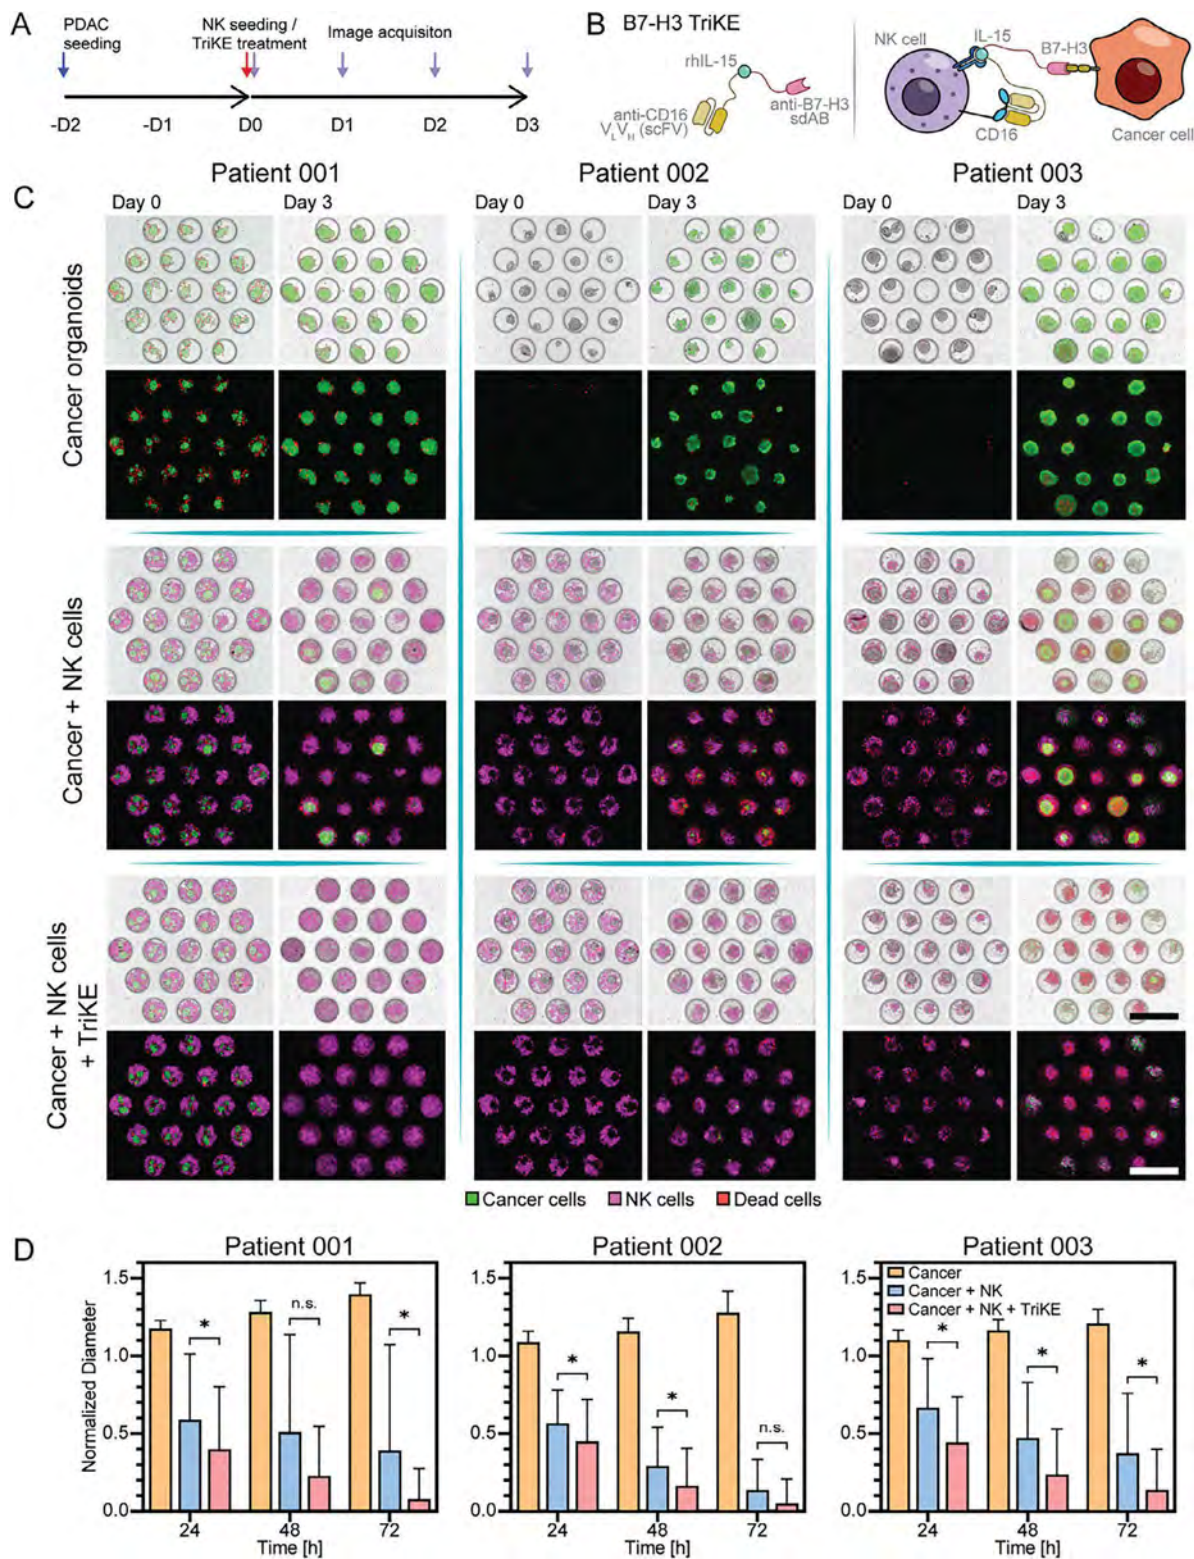 A
PDAC
seeding
NK seeding /
TriKE treatment
Image acquisiton
-D2
-D1
D0
D1
D2
D3
B
B7-H3 TriKE
rhIL-15
anti-CD16
VLVH (scFV)
anti-B7-H3
sdAB
NK cell
IL-15
B7-H3
CD16
Cancer cell
C
Patient 001
Patient 002
Patient 003
Day 0
Day 3
Day 0
Day 3
Day 0
Day 3
Cancer organoids
Cancer + NK cells
Cancer + NK cells
+ TriKE
Cancer cells
NK cells
Dead cells
D
Patient 001
Normalized Diameter
1.5
1.0
0.5
0.0
*
n.s.
*
24
48
72
Time [h]
Patient 002
1.5
1.0
0.5
0.0
*
*
n.s.
24
48
72
Time [h]
Patient 003
1.5
1.0
0.5
0.0
Cancer
Cancer + NK
Cancer + NK + TriKE
*
*
*
24
48
72
Time [h]